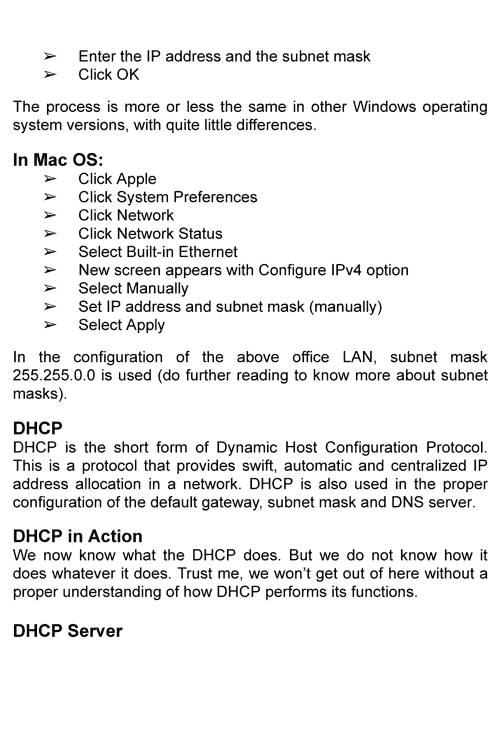 ➢ Enter the IP address and the subnet mask
➢ Click OK
The process is more or less the same in other Windows operating
system versions, with quite little differences.
In Mac OS:
➢ Click Apple
➢ Click System Preferences
➢ Click Network
➢ Click Network Status
➢ Select Built-in Ethernet
➢ New screen appears with Configure IPv4 option
➢ Select Manually
➢ Set IP address and subnet mask (manually)
➢ Select Apply
In the configuration of the above office LAN, subnet mask
255.255.0.0 is used (do further reading to know more about subnet
masks).
DHCP
DHCP is the short form of Dynamic Host Configuration Protocol.
This is a protocol that provides swift, automatic and centralized IP
address allocation in a network. DHCP is also used in the proper
configuration of the default gateway, subnet mask and DNS server.
DHCP in Action
We now know what the DHCP does. But we do not know how it
does whatever it does. Trust me, we won’t get out of here without a
proper understanding of how DHCP performs its functions.
DHCP Server